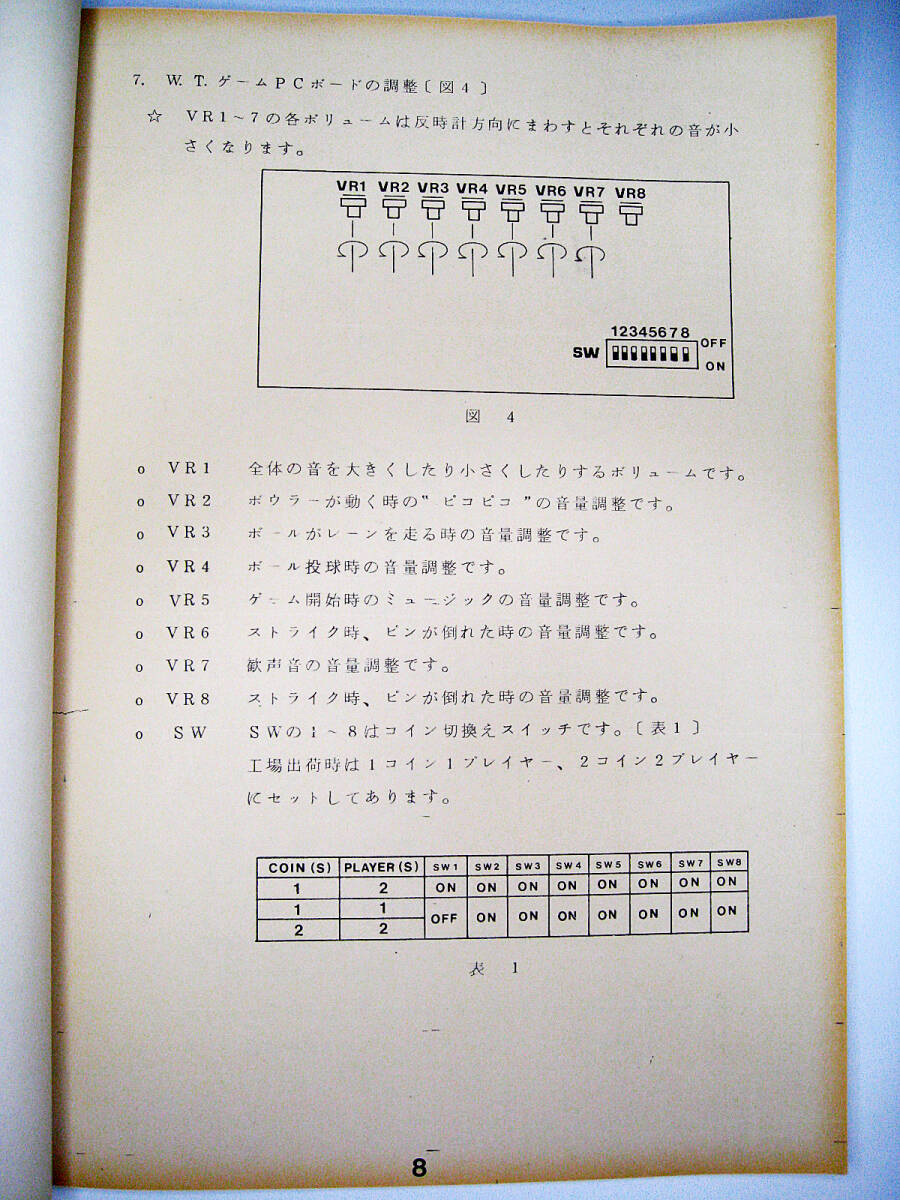 7. W. T. ゲームPCボードの調整〔図4〕
☆ VR1~7の各ボリュームは反時計方向にまわすとそれぞれの音が小
さくなります。
VR1 VR2 VR3 VR4 VR5 VR6 VR7 VR8
12345678
OFF
SW
ON
図 4
o VR1 全体の音を大きくしたり小さくしたりするボリュームです。
o VR2 ボウラーが動く時の"ピコピコ"の音量調整です。
o VR3 ボールがレーンを走る時の音量調整です。
o VR4 ボール投球時の音量調整です。
o VR5 ゲーム開始時のミュージックの音量調整です。
o VR6 ストライク時、ピンが倒れた時の音量調整です。
o VR7 歓声音の音量調整です。
o VR8 ストライク時、ピンが倒れた時の音量調整です。
o SW SWの1~8はコイン切換えスイッチです。〔表1〕
工場出荷時は1コイン1プレイヤー、2コイン2プレイヤー
にセットしてあります。
COIN(S) PLAYER(S) SW1 SW2 SW3 SW4 SW5 SW6 SW7 SW8
1 2 ON ON ON ON ON ON ON ON
1 1 OFF ON ON ON ON ON ON ON
2 2
表 1
8